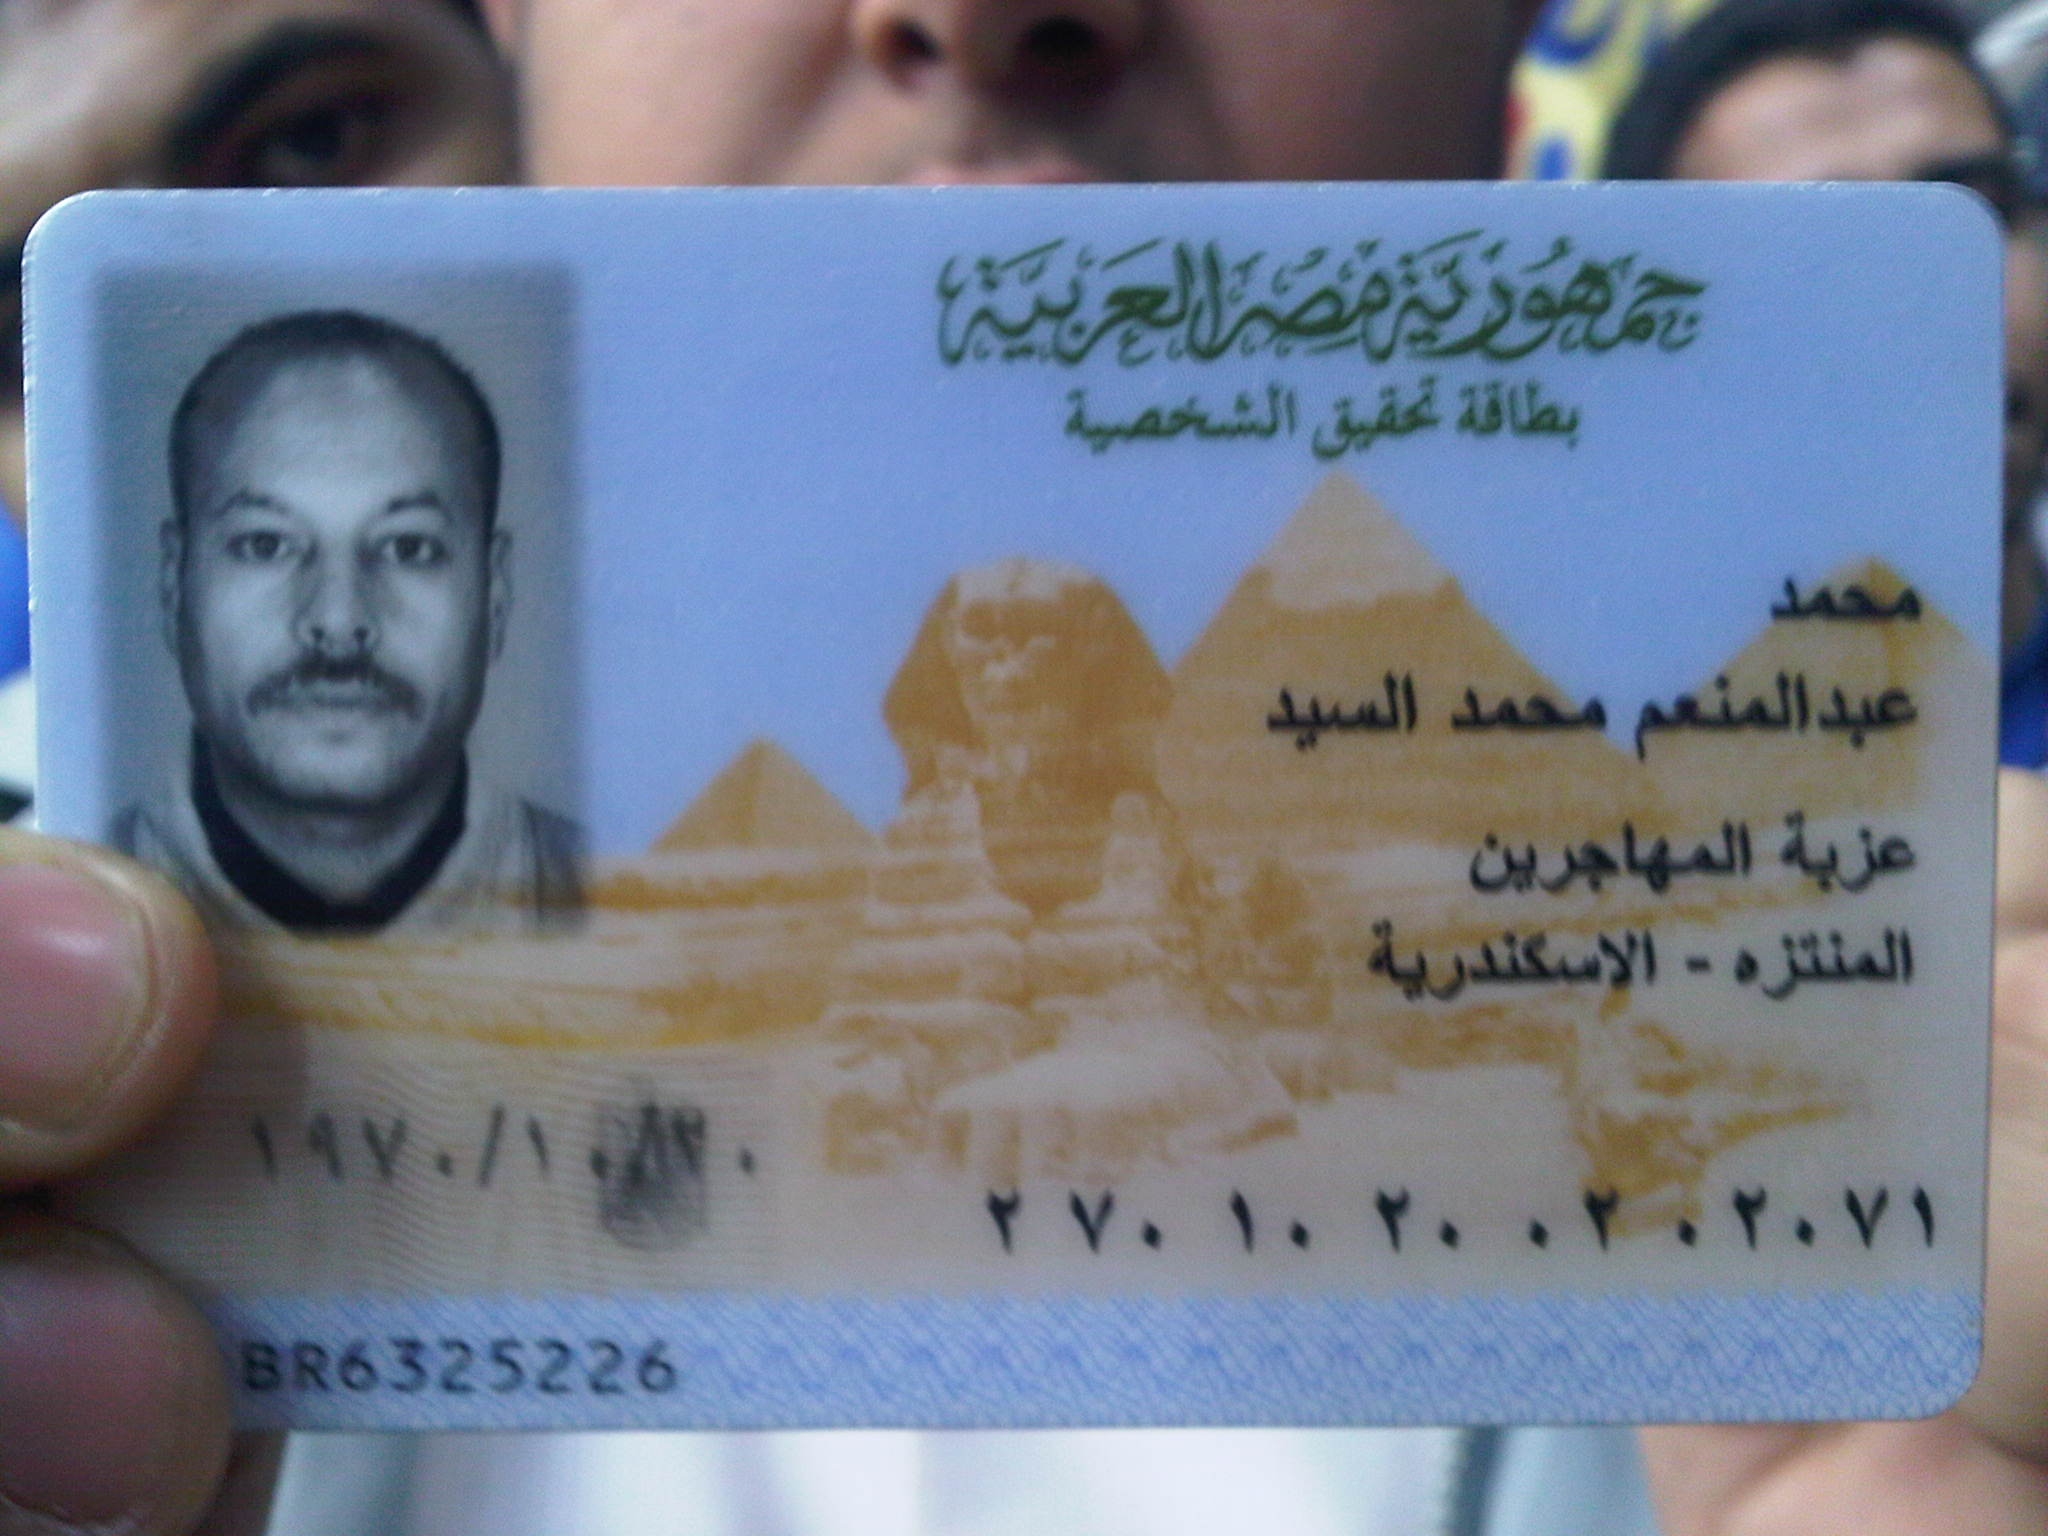 جمهورية مصر العربية
بطاقة تحقيق الشخصية
محمد
عبدالمنعم محمد السيد
عزبة المهاجرين
المنتزه - الاسكندرية
٢٧٠١٠٢٠٠٢٠٢٠٧١
١٩٧٠/١٠/٢٠
BR6325226